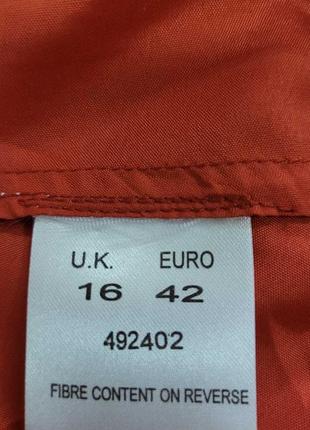 U.K. EURO
16 42
492402
FIBRE CONTENT ON REVERSE